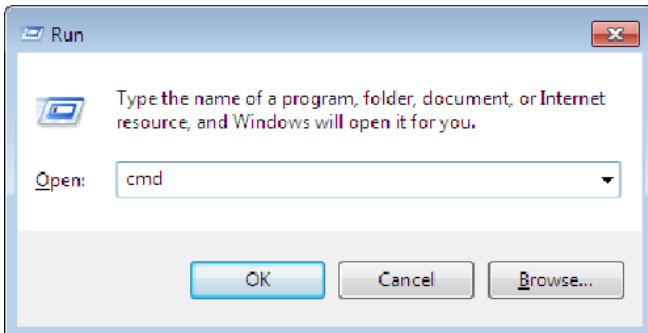 Run
Type the name of a program, folder, document, or Internet
resource, and Windows will open it for you.
Open: cmd
OK Cancel Browse...